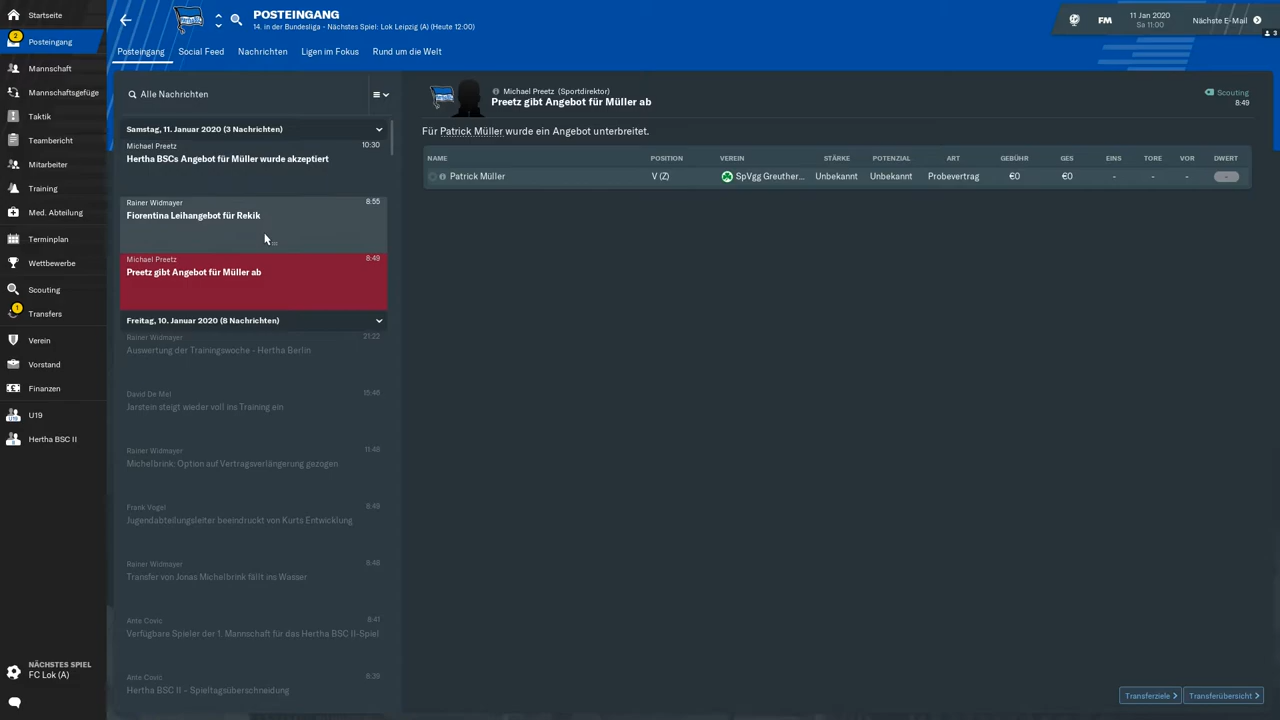 Startseite
2
Posteingang
Mannschaft
Mannschaftsgefüge
Taktik
Teambericht
Mitarbeiter
Training
Med. Abteilung
Terminplan
Wettbewerbe
Scouting
1
Transfers
Verein
Vorstand
Finanzen
U19
Hertha BSC II
NÄCHSTES SPIEL
FC Lok (A)
POSTEINGANG
14. in der Bundesliga - Nächstes Spiel: Lok Leipzig (A) (Heute 12:00)
FM
11 Jan 2020
Sa 11:00
Nächste E-Mail
3
Posteingang Social Feed Nachrichten Ligen im Fokus Rund um die Welt
Alle Nachrichten
Samstag, 11. Januar 2020 (3 Nachrichten)
Michael Preetz 10:30
Hertha BSCs Angebot für Müller wurde akzeptiert
Rainer Widmayer 8:55
Fiorentina Leihangebot für Rekik
Michael Preetz 8:49
Preetz gibt Angebot für Müller ab
Freitag, 10. Januar 2020 (8 Nachrichten)
Rainer Widmayer 21:22
Auswertung der Trainingswoche - Hertha Berlin
David De Mel 15:46
Jarstein steigt wieder voll ins Training ein
Rainer Widmayer 11:48
Michelbrink: Option auf Vertragsverlängerung gezogen
Frank Vogel 8:49
Jugendabteilungsleiter beeindruckt von Kurts Entwicklung
Rainer Widmayer 8:48
Transfer von Jonas Michelbrink fällt ins Wasser
Ante Covic 8:41
Verfügbare Spieler der 1. Mannschaft für das Hertha BSC II-Spiel
Ante Covic 8:39
Hertha BSC II - Spieltagsüberschneidung
Michael Preetz (Sportdirektor)
Preetz gibt Angebot für Müller ab
Scouting
8:49
Für Patrick Müller wurde ein Angebot unterbreitet.
NAME POSITION VEREIN STÄRKE POTENZIAL ART GEBÜHR GES EINS TORE VOR DWERT
Patrick Müller V (Z) SpVgg Greuther... Unbekannt Unbekannt Probevertrag €0 €0 - - - -
Transferziele Transferübersicht